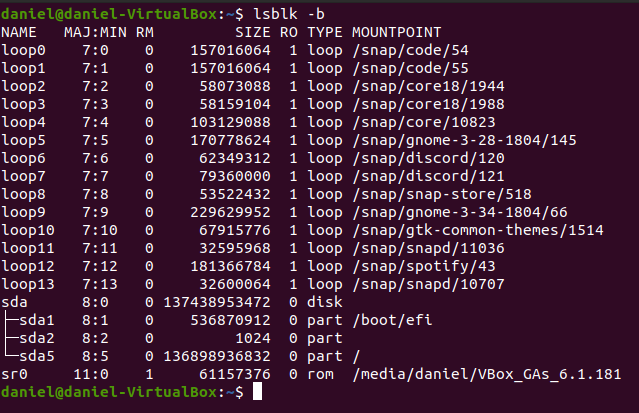 daniel@daniel-VirtualBox:~$ lsblk -b
NAME   MAJ:MIN RM         SIZE RO TYPE MOUNTPOINT
loop0    7:0    0    157016064  1 loop /snap/code/54
loop1    7:1    0    157016064  1 loop /snap/code/55
loop2    7:2    0     58073088  1 loop /snap/core18/1944
loop3    7:3    0     58159104  1 loop /snap/core18/1988
loop4    7:4    0    103129088  1 loop /snap/core/10823
loop5    7:5    0    170778624  1 loop /snap/gnome-3-28-1804/145
loop6    7:6    0     62349312  1 loop /snap/discord/120
loop7    7:7    0     79360000  1 loop /snap/discord/121
loop8    7:8    0     53522432  1 loop /snap/snap-store/518
loop9    7:9    0    229629952  1 loop /snap/gnome-3-34-1804/66
loop10   7:10   0     67915776  1 loop /snap/gtk-common-themes/1514
loop11   7:11   0     32595968  1 loop /snap/snapd/11036
loop12   7:12   0    181366784  1 loop /snap/spotify/43
loop13   7:13   0     32600064  1 loop /snap/snapd/10707
sda      8:0    0 137438953472  0 disk
├─sda1   8:1    0    536870912  0 part /boot/efi
├─sda2   8:2    0         1024  0 part
└─sda5   8:5    0 136898936832  0 part /
sr0     11:0    1     61157376  0 rom  /media/daniel/VBox_GAs_6.1.181
daniel@daniel-VirtualBox:~$